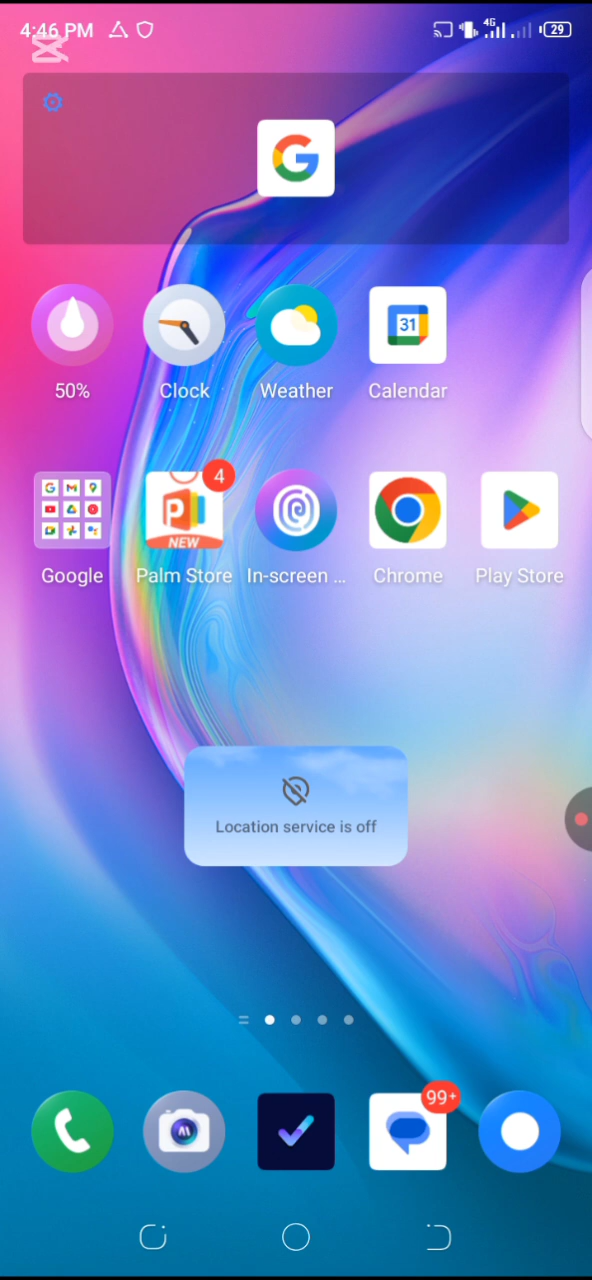 4:46 PM
4G
29
31
50%
Clock
Weather
Calendar
4
NEW
Google
Palm Store
In-screen ...
Chrome
Play Store
Location service is off
99+